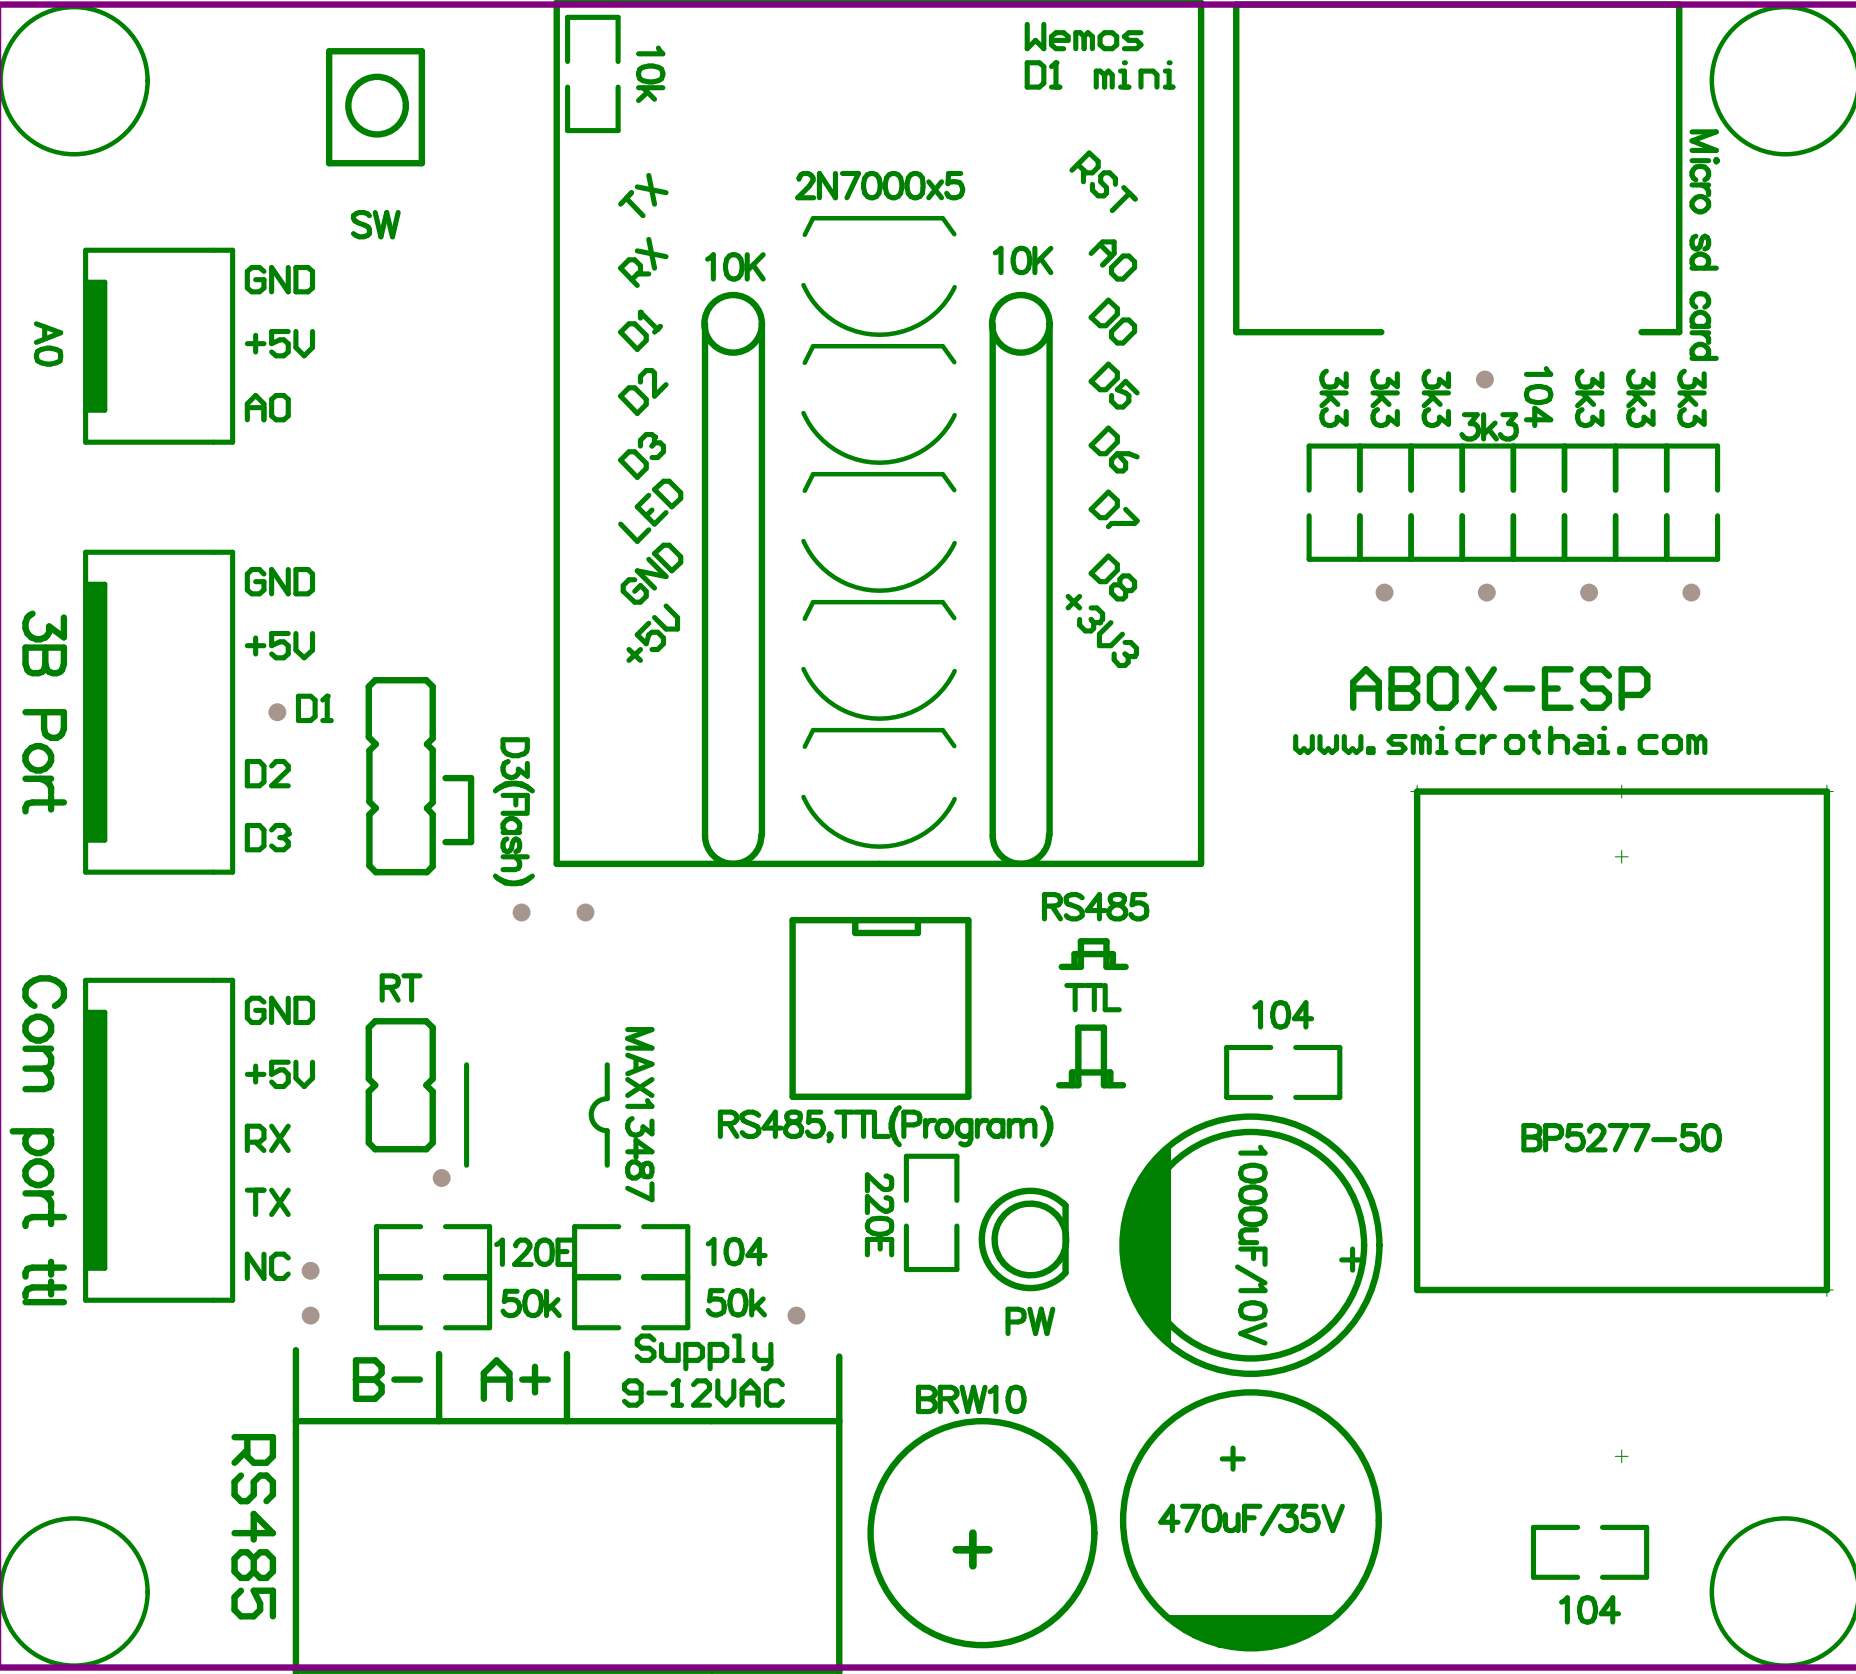 Wemos
D1 mini
10k
SW
TX
RX
D1
D2
D3
LED
GND
+5V
2N7000x5
10K
10K
RST
A0
D0
D5
D6
D7
D8
+3V3
Micro sd card
3k3
3k3
3k3
3k3
104
3k3
3k3
3k3
A0
GND
+5V
A0
3B Port
GND
+5V
D1
D2
D3
D3(Flash)
ABOX-ESP
www.smicrothai.com
BP5277-50
Com port ttl
GND
+5V
RX
TX
NC
RT
MAX13487
RS485
TTL
RS485,TTL(Program)
104
220E
PW
1000uF/10V
+
120E
50k
104
50k
B-
A+
Supply
9-12VAC
RS485
BRW10
+
+
470uF/35V
104